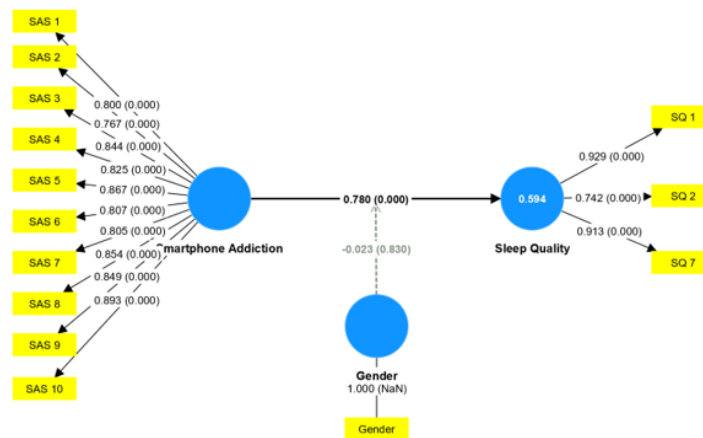 SAS 1
SAS 2
SAS 3
SAS 4
SAS 5
SAS 6
SAS 7
SAS 8
SAS 9
SAS 10
0.800 (0.000)
0.767 (0.000)
0.844 (0.000)
0.825 (0.000)
0.867 (0.000)
0.807 (0.000)
0.805 (0.000)
0.854 (0.000)
0.849 (0.000)
0.893 (0.000)
Smartphone Addiction
0.780 (0.000)
-0.023 (0.830)
Gender
1.000 (NaN)
Gender
0.594
Sleep Quality
0.929 (0.000)
0.742 (0.000)
0.913 (0.000)
SQ 1
SQ 2
SQ 7